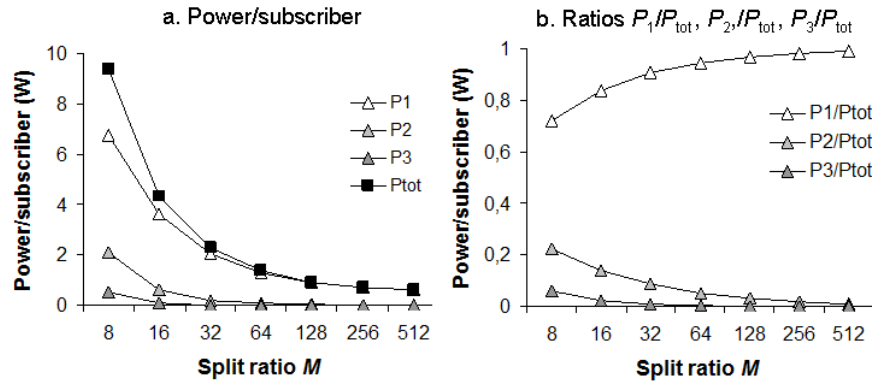 a. Power/subscriber
10
8
6
4
2
0
Power/subscriber (W)
P1
P2
P3
Ptot
8 16 32 64 128 256 512
Split ratio M
b. Ratios P1/Ptot, P2,/Ptot, P3/Ptot
1
0,8
0,6
0,4
0,2
0
Power/subscriber (W)
P1/Ptot
P2/Ptot
P3/Ptot
8 16 32 64 128 256 512
Split ratio M